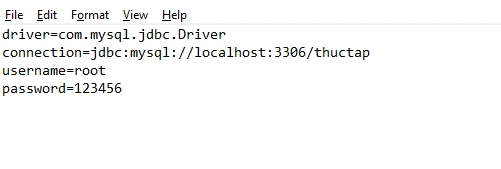 File Edit Format View Help
driver=com.mysql.jdbc.Driver
connection=jdbc:mysql://localhost:3306/thuctap
username=root
password=123456